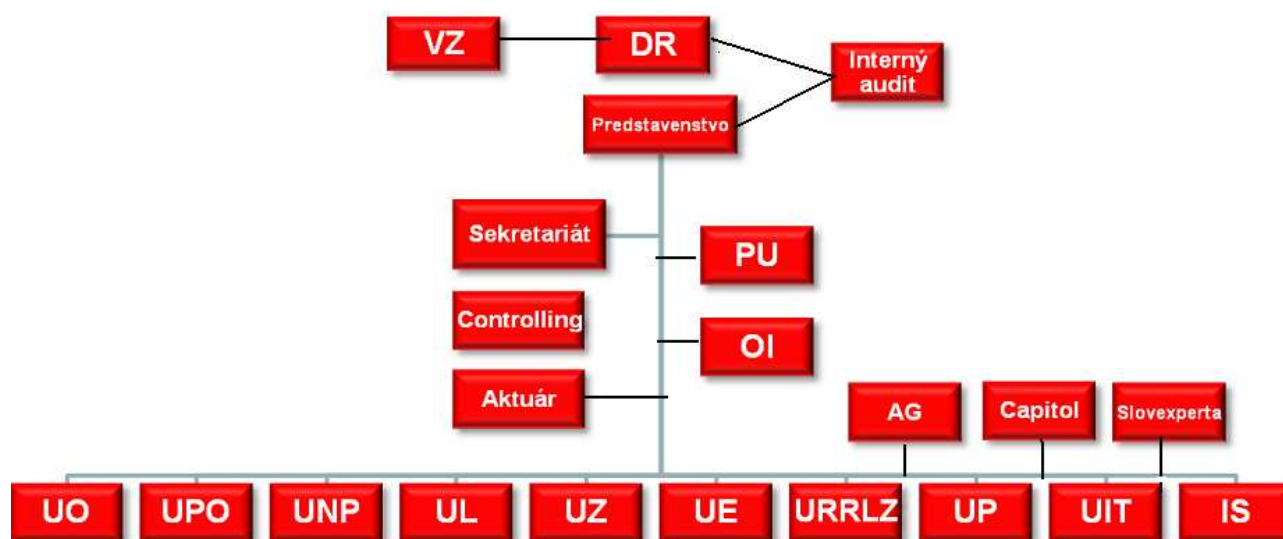 VZ
DR
Interný
audit
Predstavenstvo
Sekretariát
PU
Controlling
OI
Aktuár
AG
Capitol
Slovexperta
UO
UPO
UNP
UL
UZ
UE
URRLZ
UP
UIT
IS